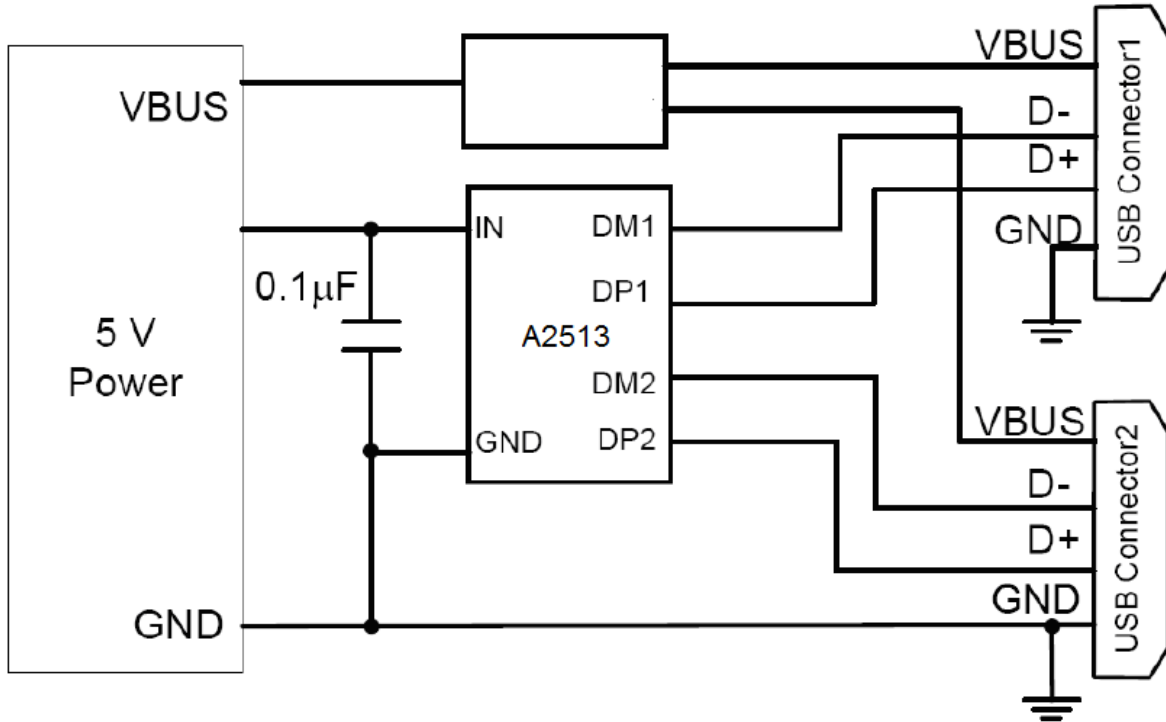 VBUS
5 V
Power
GND
0.1μF
IN
GND
A2513
DM1
DP1
DM2
DP2
VBUS
D-
D+
GND
USB Connector1
VBUS
D-
D+
GND
USB Connector2